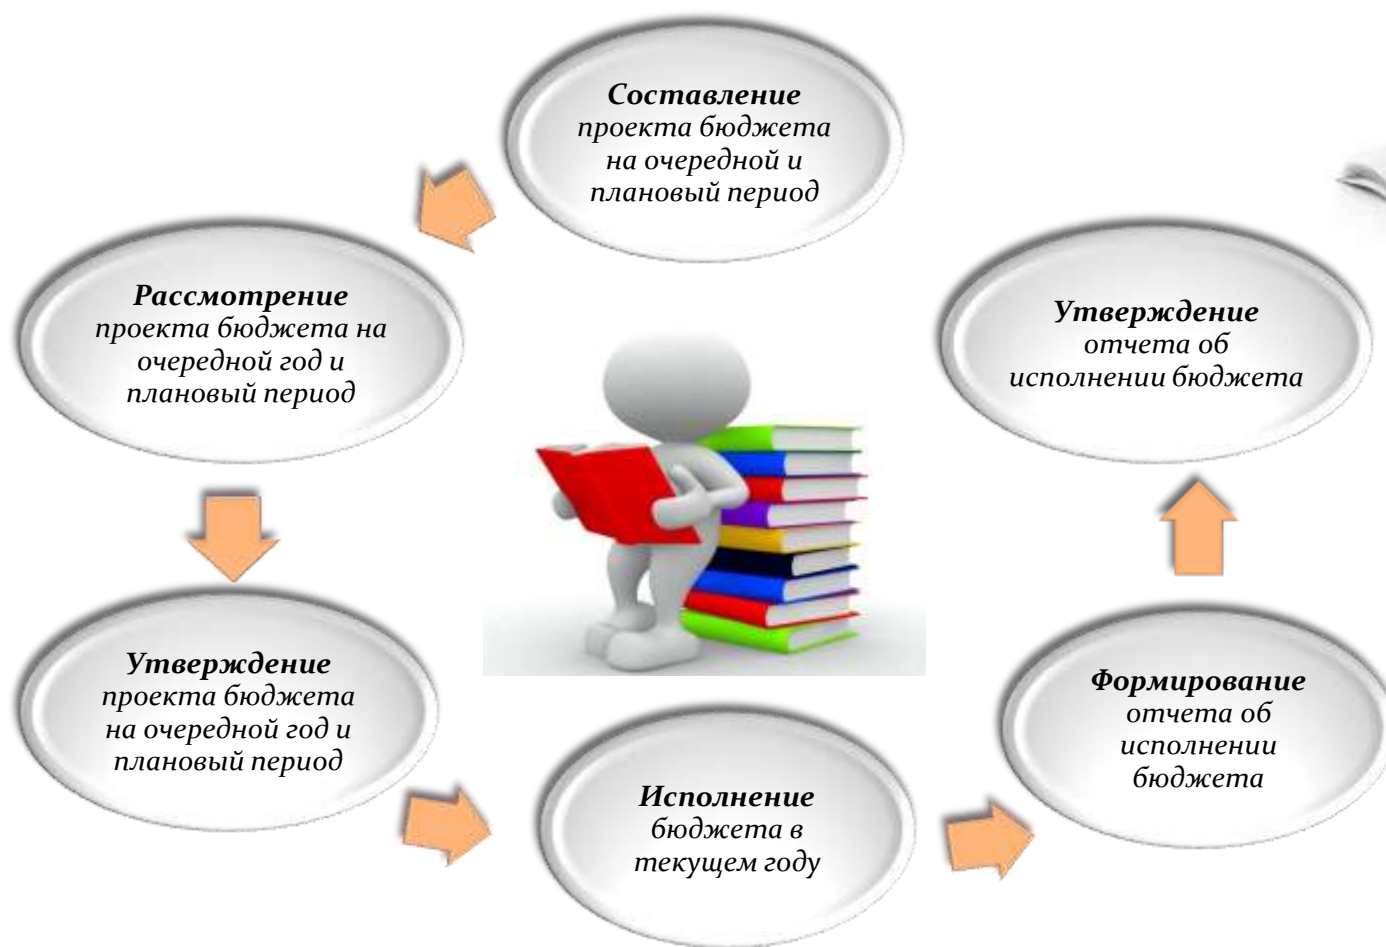 Составление
проекта бюджета
на очередной и
плановый период
Рассмотрение
проекта бюджета на
очередной год и
плановый период
Утверждение
проекта бюджета
на очередной год и
плановый период
Исполнение
бюджета в
текущем году
Формирование
отчета об
исполнении
бюджета
Утверждение
отчета об
исполнении бюджета